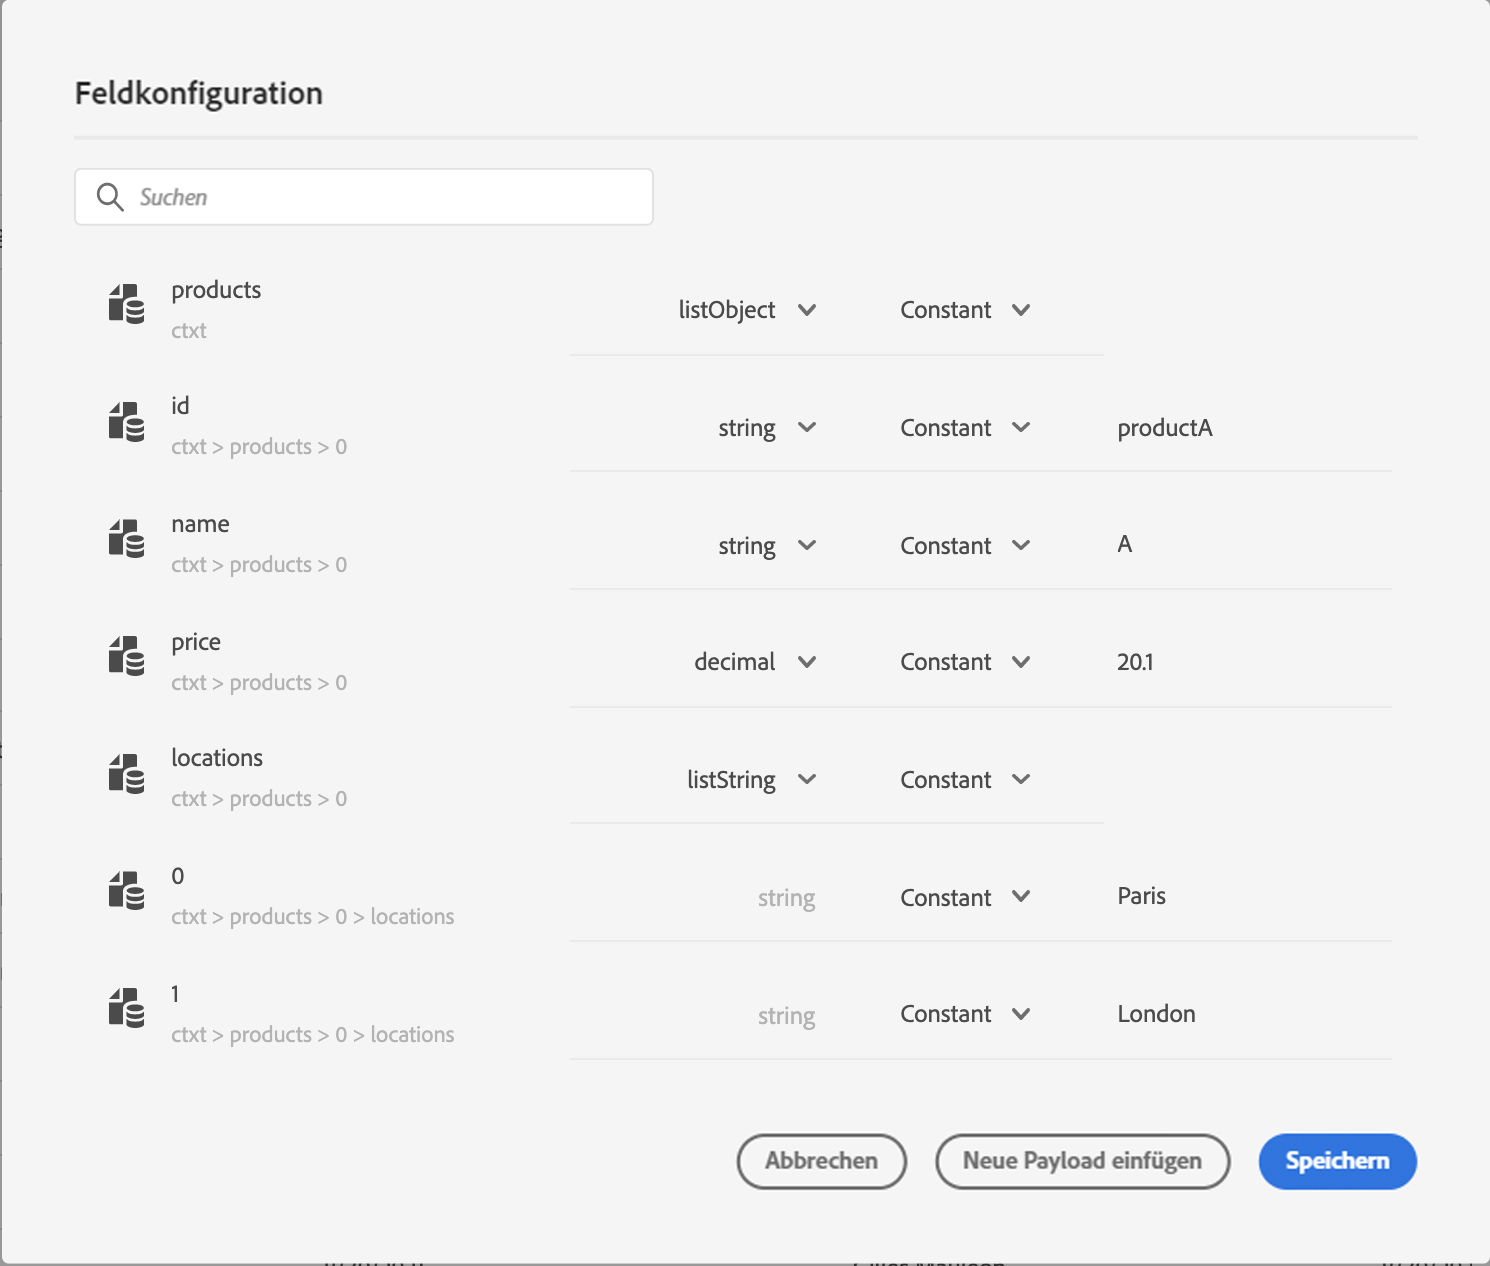 Feldkonfiguration
Suchen
products
ctxt
listObject
Constant
id
ctxt > products > 0
string
Constant
productA
name
ctxt > products > 0
string
Constant
A
price
ctxt > products > 0
decimal
Constant
20.1
locations
ctxt > products > 0
listString
Constant
0
ctxt > products > 0 > locations
string
Constant
Paris
1
ctxt > products > 0 > locations
string
Constant
London
Abbrechen
Neue Payload einfügen
Speichern